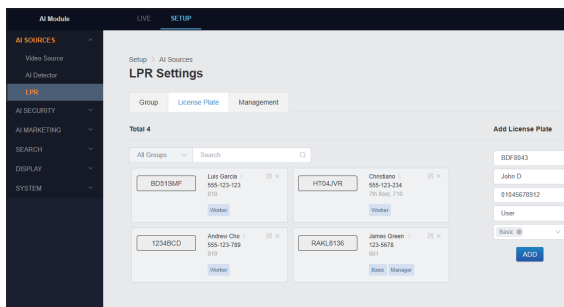 AI Module
LIVE SETUP
AI SOURCES
Video Source
AI Detector
LPR
AI SECURITY
AI MARKETING
SEARCH
DISPLAY
SYSTEM
Setup > AI Sources
LPR Settings
Group License Plate Management
Total 4
All Groups Search
BD51SMF
Luis Garcia
555-123-123
810
Worker
HT04JVR
Christiano
555-123-234
7th floor, 710
Worker
1234BCD
Andrew Cho
555-123-789
910
Worker
RAKL8136
James Green
123-5678
601
Basic Manager
Add License Plate
BDF8043
John D
01045678912
User
Basic
ADD